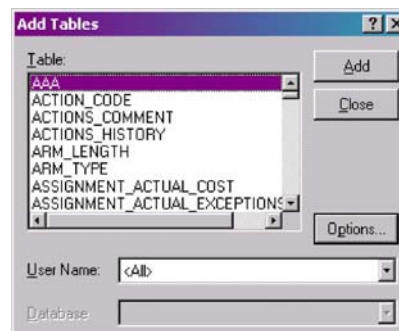 Add Tables
Table:
AAA
ACTION_CODE
ACTIONS_COMMENT
ACTIONS_HISTORY
ARM_LENGTH
ARM_TYPE
ASSIGNMENT_ACTUAL_COST
ASSIGNMENT_ACTUAL_EXCEPTIONS
Add
Close
Options...
User Name:
<All>
Database